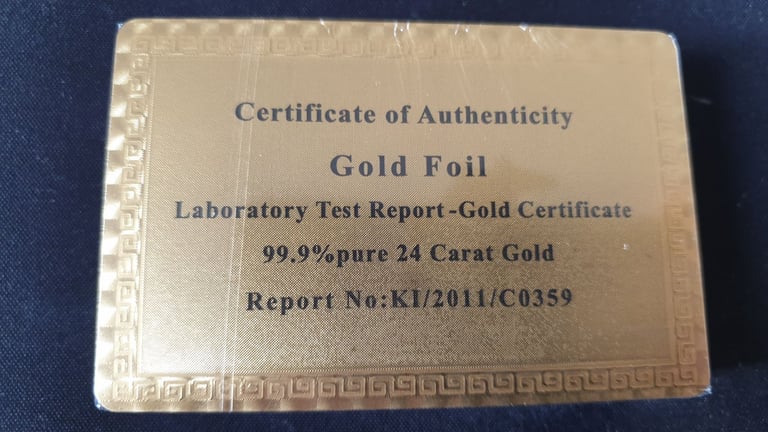 Certificate of Authenticity
Gold Foil
Laboratory Test Report-Gold Certificate
99.9%pure 24 Carat Gold
Report No:KI/2011/C0359